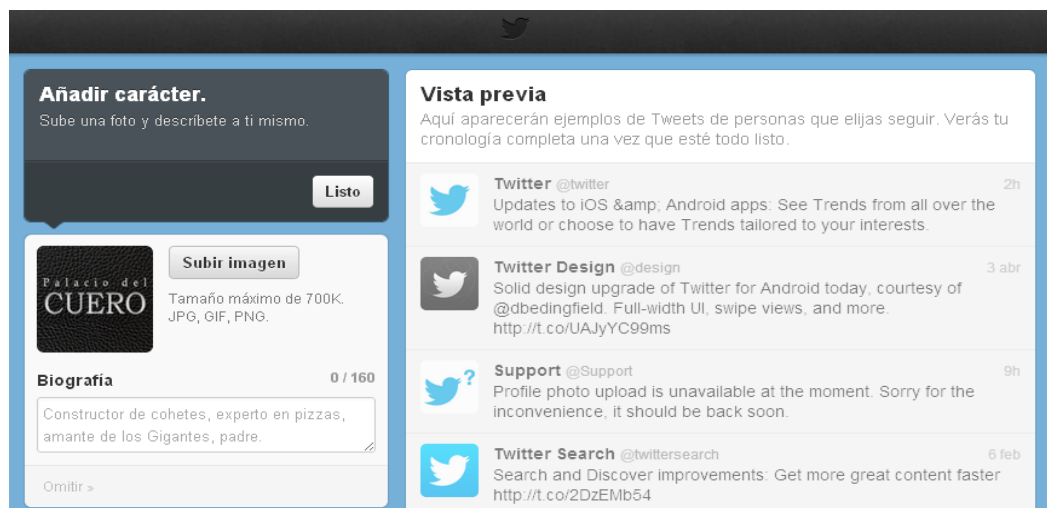 Añadir carácter.
Sube una foto y descríbete a ti mismo.
Listo
Palacio del
CUERO
Subir imagen
Tamaño máximo de 700K.
JPG, GIF, PNG.
Biografía 0 / 160
Constructor de cohetes, experto en pizzas,
amante de los Gigantes, padre.
Omitir »
Vista previa
Aquí aparecerán ejemplos de Tweets de personas que elijas seguir. Verás tu
cronología completa una vez que esté todo listo.
Twitter @twitter 2h
Updates to iOS &amp; Android apps: See Trends from all over the
world or choose to have Trends tailored to your interests.
Twitter Design @design 3 abr
Solid design upgrade of Twitter for Android today, courtesy of
@dbedingfield. Full-width UI, swipe views, and more.
http://t.co/UAJyYC99ms
Support @Support 9h
Profile photo upload is unavailable at the moment. Sorry for the
inconvenience, it should be back soon.
Twitter Search @twittersearch 6 feb
Search and Discover improvements: Get more great content faster
http://t.co/2DzEMb54